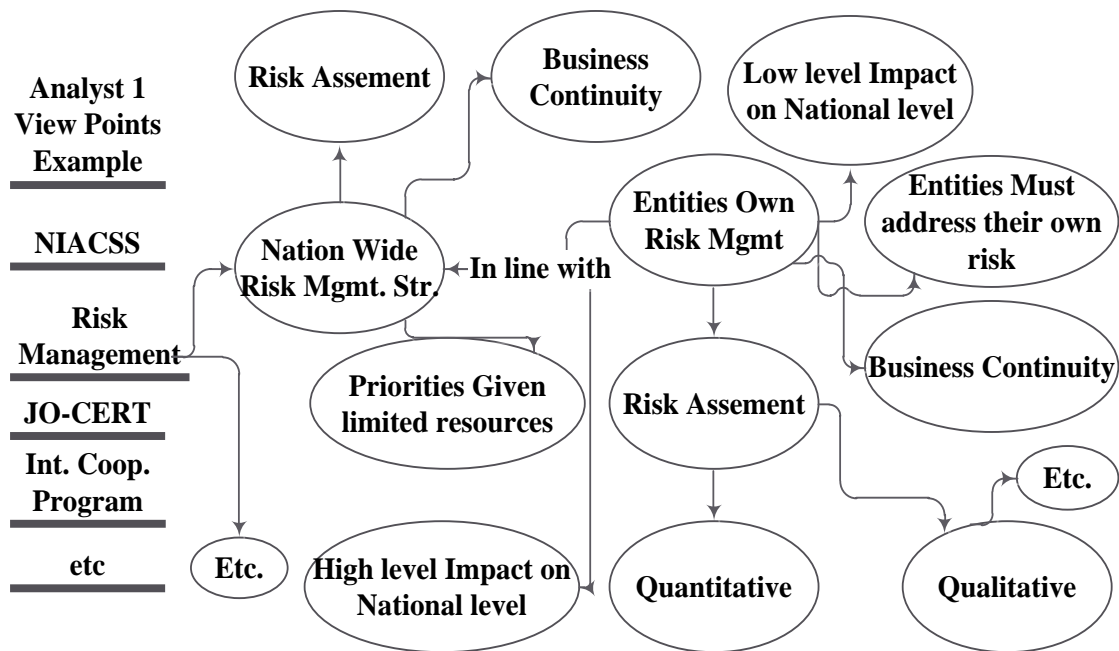 Analyst 1
View Points
Example
NIACSS
Risk
Management
JO-CERT
Int. Coop.
Program
etc
Risk Assement
Business
Continuity
Low level Impact
on National level
Nation Wide
Risk Mgmt. Str.
In line with
Entities Own
Risk Mgmt
Entities Must
address their own
risk
Priorities Given
limited resources
Risk Assement
Business Continuity
Etc.
Etc.
High level Impact on
National level
Quantitative
Qualitative